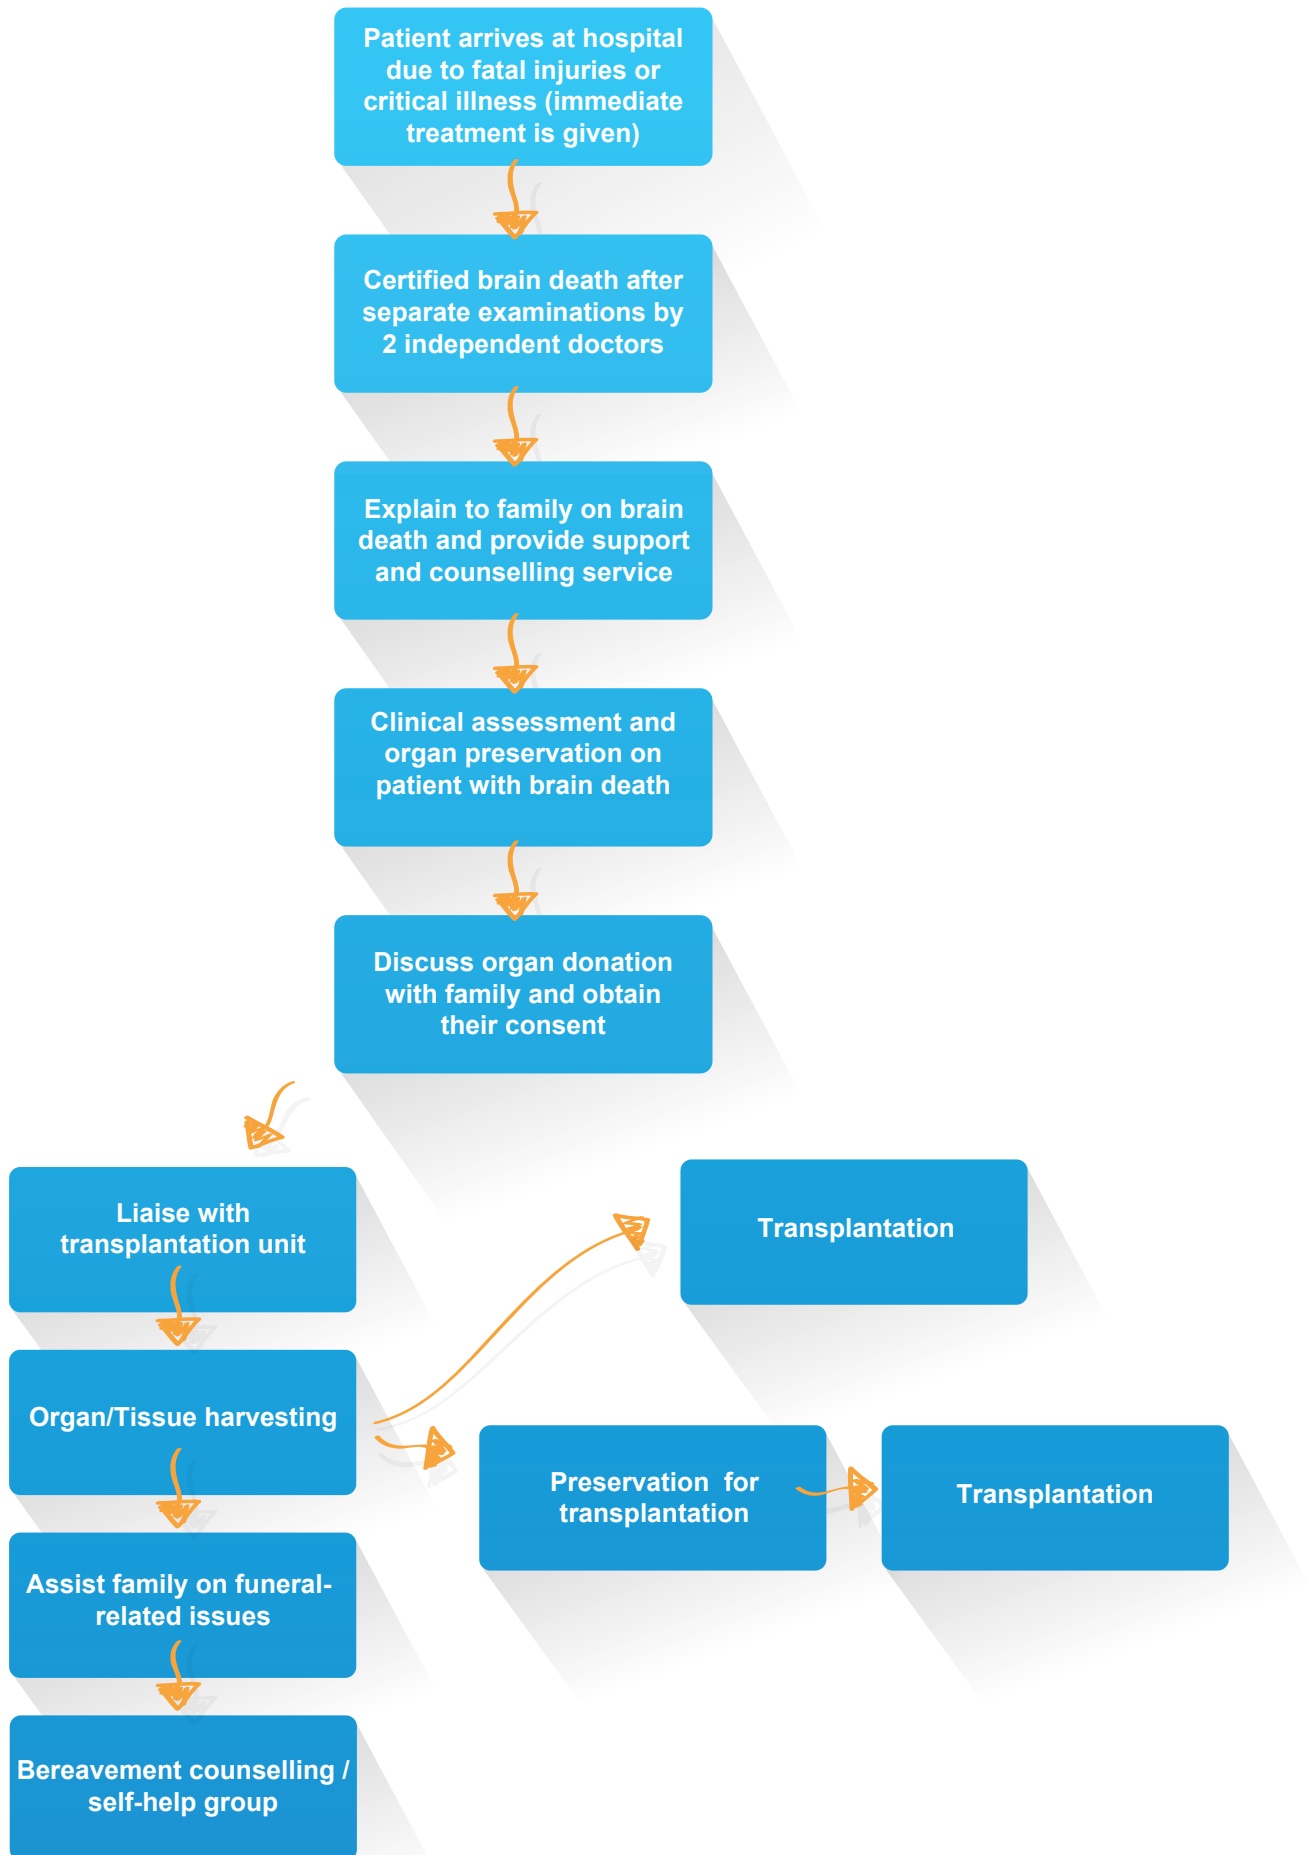 Patient arrives at hospital
due to fatal injuries or
critical illness (immediate
treatment is given)
Certified brain death after
separate examinations by
2 independent doctors
Explain to family on brain
death and provide support
and counselling service
Clinical assessment and
organ preservation on
patient with brain death
Discuss organ donation
with family and obtain
their consent
Liaise with
transplantation unit
Transplantation
Organ/Tissue harvesting
Preservation for
transplantation
Transplantation
Assist family on funeral-
related issues
Bereavement counselling /
self-help group